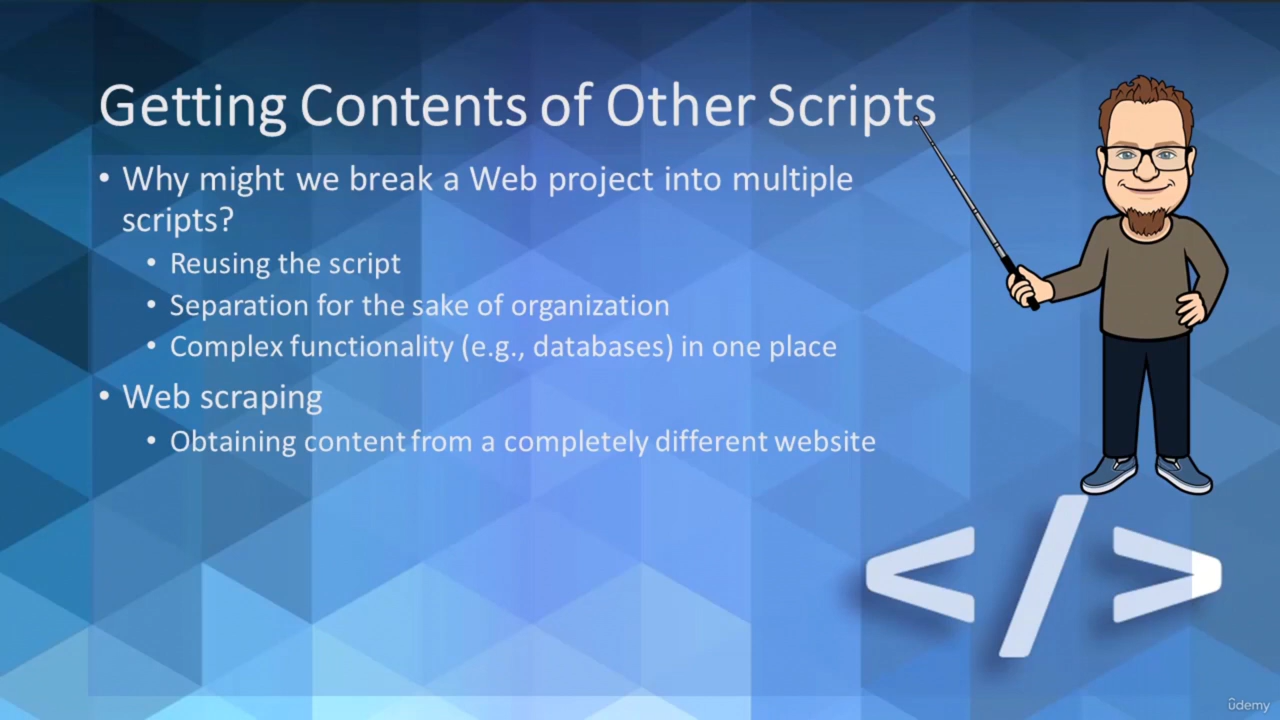 Getting Contents of Other Scripts
• Why might we break a Web project into multiple
scripts?
• Reusing the script
• Separation for the sake of organization
• Complex functionality (e.g., databases) in one place
• Web scraping
• Obtaining content from a completely different website
</>
ûdemy